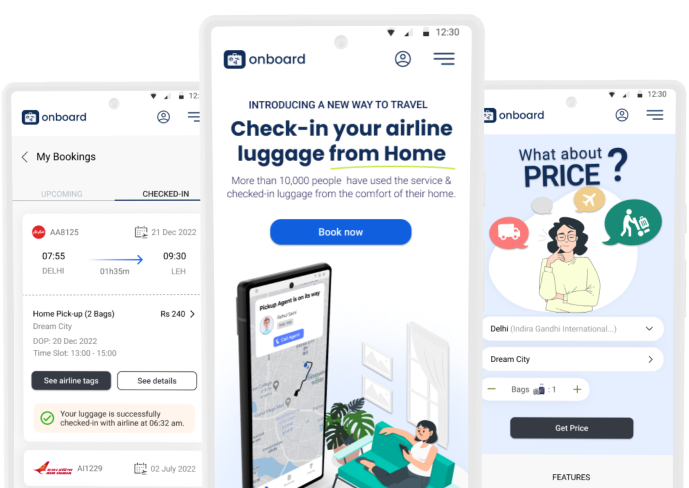 12:
onboard
My Bookings
UPCOMING
CHECKED-IN
AA8125
21 Dec 2022
07:55
09:30
DELHI
01h35m
LEH
Home Pick-up (2 Bags)
Rs 240
Dream City
DOP: 20 Dec 2022
Time Slot: 13:00 - 15:00
See airline tags
See details
Your luggage is successfully
checked-in with airline at 06:32 am.
AIR INDIA
AI1229
02 July 2022
12:30
onboard
INTRODUCING A NEW WAY TO TRAVEL
Check-in your airline
luggage from Home
More than 10,000 people have used the service &
checked-in luggage from the comfort of their home.
Book now
Pickup Agent is on its way
Rahul Saini
Call Agent
12:30
onboard
What about
PRICE ?
Delhi (Indira Gandhi International...)
Dream City
Bags : 1
Get Price
FEATURES